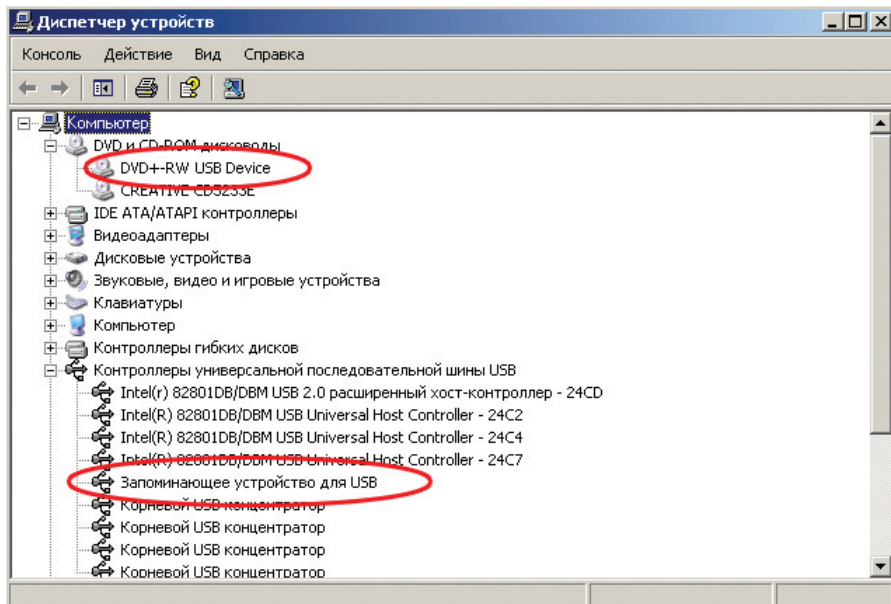 Диспетчер устройств
Консоль Действие Вид Справка
Компьютер
DVD и CD-ROM дисководы
DVD+-RW USB Device
CREATIVE CD5233E
IDE ATA/ATAPI контроллеры
Видеоадаптеры
Дисковые устройства
Звуковые, видео и игровые устройства
Клавиатуры
Компьютер
Контроллеры гибких дисков
Контроллеры универсальной последовательной шины USB
Intel(r) 82801DB/DBM USB 2.0 расширенный хост-контроллер - 24CD
Intel(R) 82801DB/DBM USB Universal Host Controller - 24C2
Intel(R) 82801DB/DBM USB Universal Host Controller - 24C4
Intel(R) 82801DB/DBM USB Universal Host Controller - 24C7
Запоминающее устройство для USB
Корневой USB концентратор
Корневой USB концентратор
Корневой USB концентратор
Корневой USB концентратор